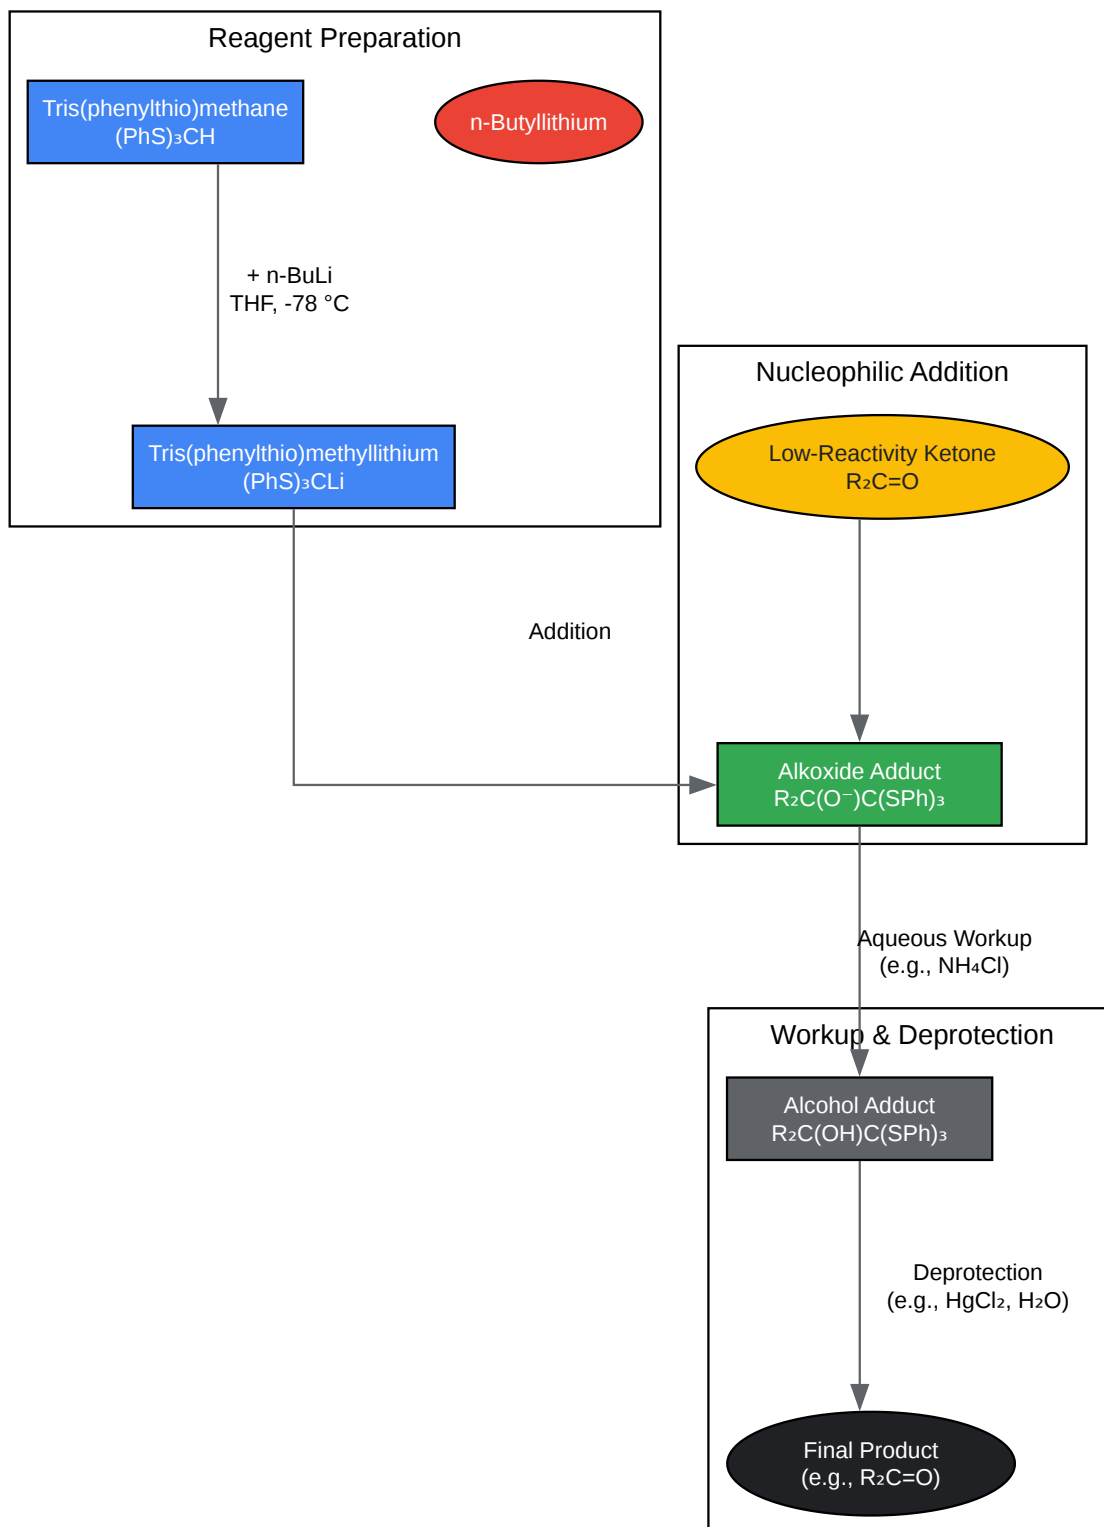 Reagent Preparation
Tris(phenylthio)methane
(PhS)₃CH
n-Butyllithium
+ n-BuLi
THF, -78 °C
Tris(phenylthio)methyllithium
(PhS)₃CLi
Nucleophilic Addition
Low-Reactivity Ketone
R₂C=O
Addition
Alkoxide Adduct
R₂C(O⁻)C(SPh)₃
Aqueous Workup
(e.g., NH₄Cl)
Workup & Deprotection
Alcohol Adduct
R₂C(OH)C(SPh)₃
Deprotection
(e.g., HgCl₂, H₂O)
Final Product
(e.g., R₂C=O)